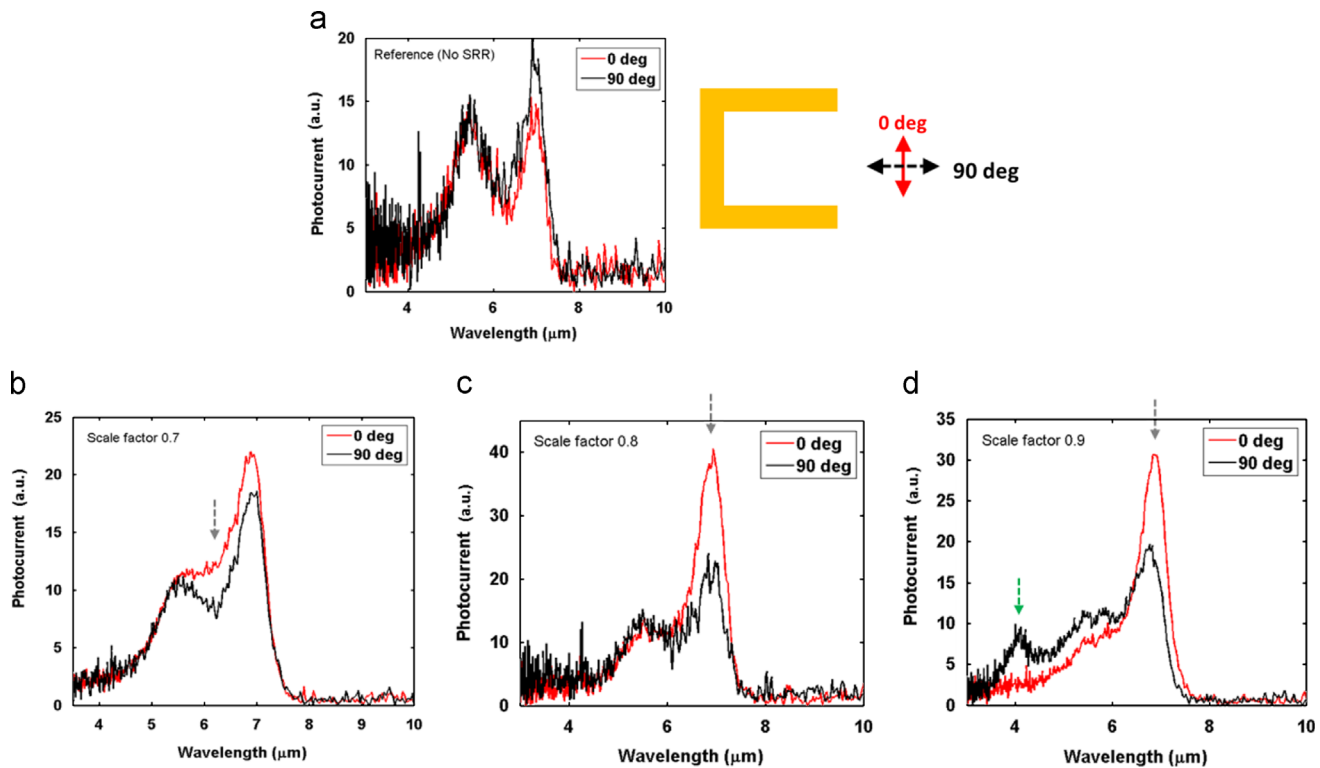 a
Reference (No SRR)
0 deg
90 deg
20
15
10
5
0
4
6
8
10
Photocurrent (a.u.)
Wavelength (μm)
0 deg
90 deg
b
Scale factor 0.7
0 deg
90 deg
25
20
15
10
5
0
4
5
6
7
8
9
10
Photocurrent (a.u.)
Wavelength (μm)
c
Scale factor 0.8
0 deg
90 deg
40
30
20
10
0
4
6
8
10
Photocurrent (a.u.)
Wavelength (μm)
d
Scale factor 0.9
0 deg
90 deg
35
30
25
20
15
10
5
0
4
6
8
10
Photocurrent (a.u.)
Wavelength (μm)